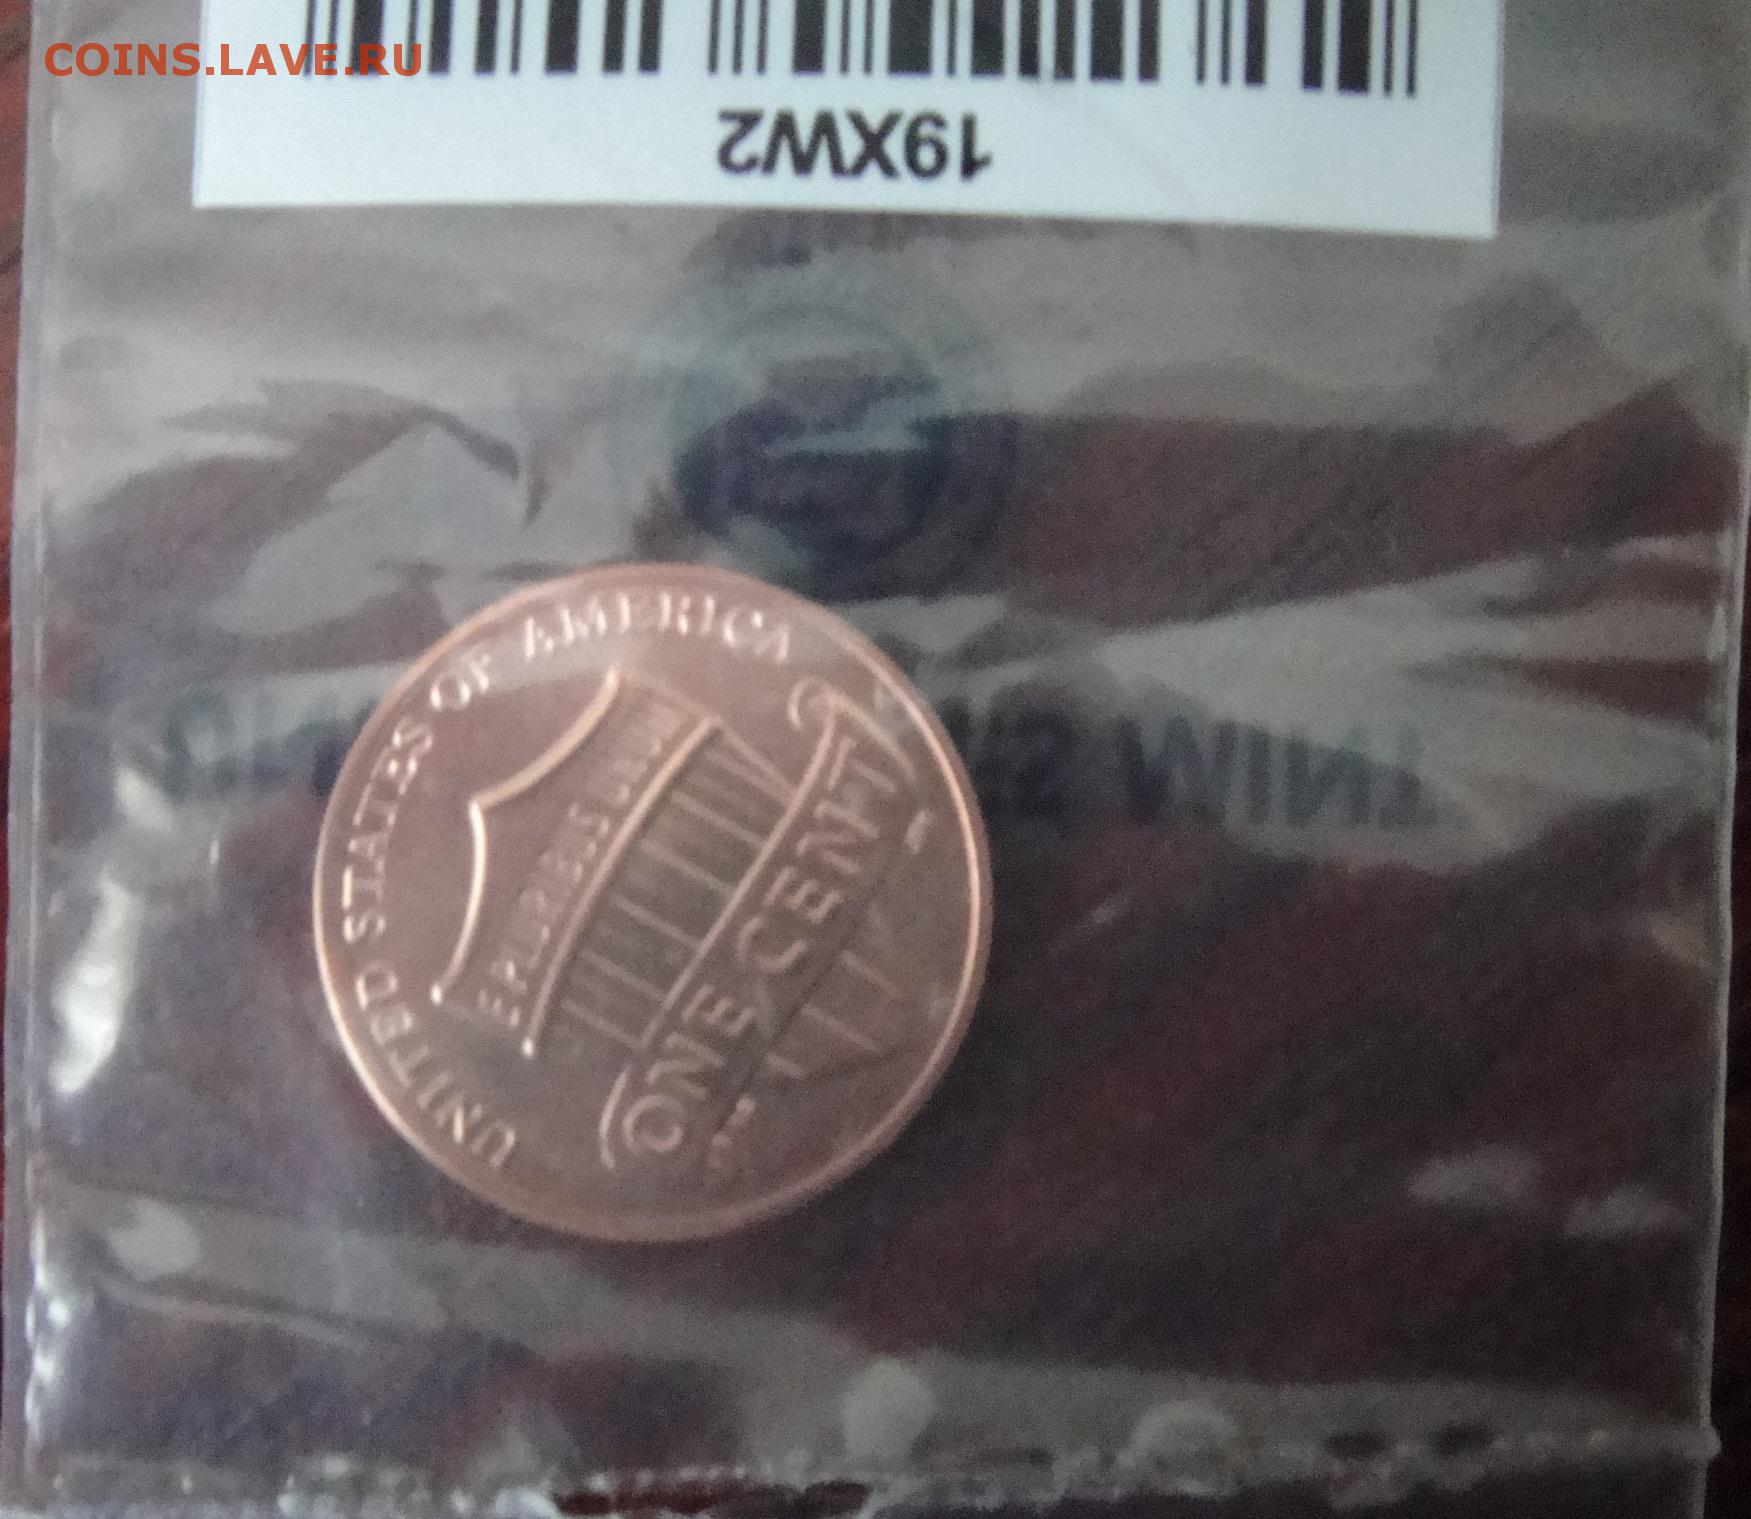 COINS.LAVE.RU
19XW2
UNITED STATES OF AMERICA
E PLURIBUS UNUM
ONE CENT